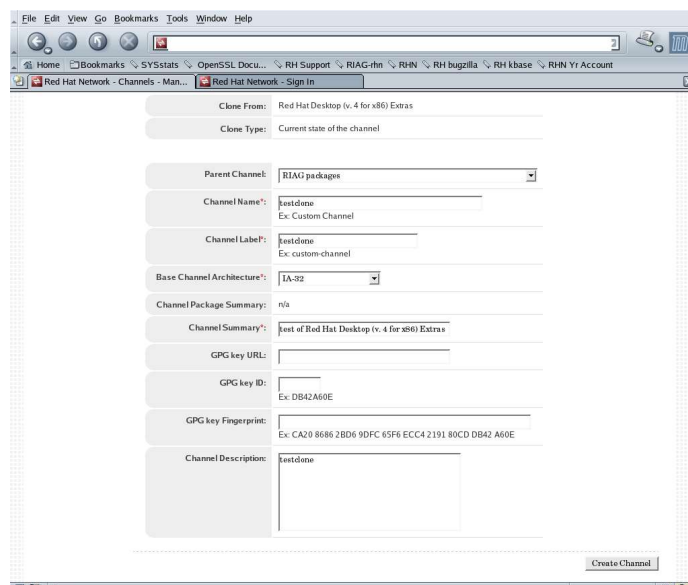 File Edit View Go Bookmarks Tools Window Help
Home Bookmarks SYSstats OpenSSL Docu... RH Support RIAG-rhn RHN RH bugzilla RH kbase RHN Yr Account
Red Hat Network - Channels - Man... Red Hat Network - Sign In
Clone From: Red Hat Desktop (v. 4 for x86) Extras
Clone Type: Current state of the channel
Parent Channel: RIAG packages
Channel Name*: testclone
Ex: Custom Channel
Channel Label*: testclone
Ex: custom-channel
Base Channel Architecture*: IA-32
Channel Package Summary: n/a
Channel Summary*: test of Red Hat Desktop (v. 4 for x86) Extras
GPG key URL:
GPG key ID:
Ex: DB42A60E
GPG key Fingerprint:
Ex: CA20 8686 2BD6 9DFC 65F6 ECC4 2191 80CD DB42 A60E
Channel Description: testclone
Create Channel